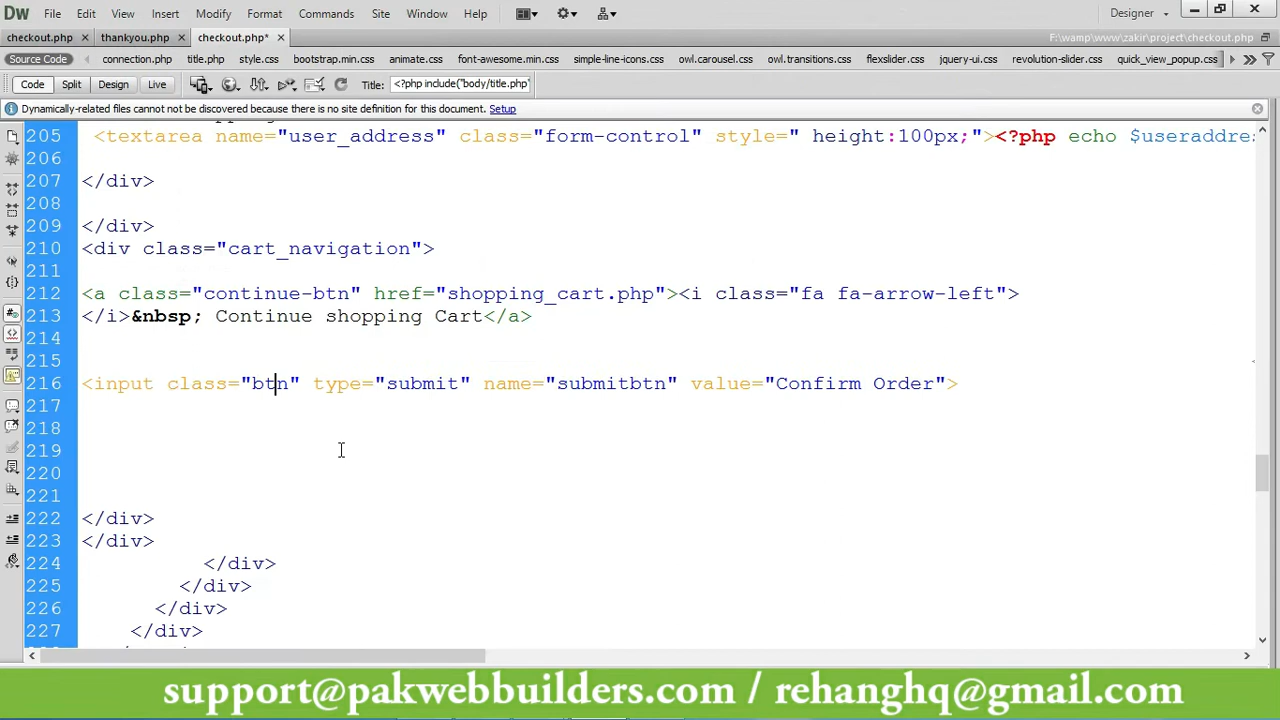 Dw File Edit View Insert Modify Format Commands Site Window Help Designer
checkout.php thankyou.php checkout.php* F:\wamp\www\zakir\project\checkout.php
Source Code connection.php title.php style.css bootstrap.min.css animate.css font-awesome.min.css simple-line-icons.css owl.carousel.css owl.transitions.css flexslider.css jquery-ui.css revolution-slider.css quick_view_popup.css
Code Split Design Live Title: <?php include("body/title.php"
Dynamically-related files cannot not be discovered because there is no site definition for this document. Setup
205 <textarea name="user_address" class="form-control" style=" height:100px;"><?php echo $useraddres
206
207 </div>
208
209 </div>
210 <div class="cart_navigation">
211
212 <a class="continue-btn" href="shopping_cart.php"><i class="fa fa-arrow-left">
213 </i>&nbsp; Continue shopping Cart</a>
214
215
216 <input class="btn" type="submit" name="submitbtn" value="Confirm Order">
217
218
219
220
221
222 </div>
223 </div>
224 </div>
225 </div>
226 </div>
227 </div>
support@pakwebbuilders.com / rehanghq@gmail.com